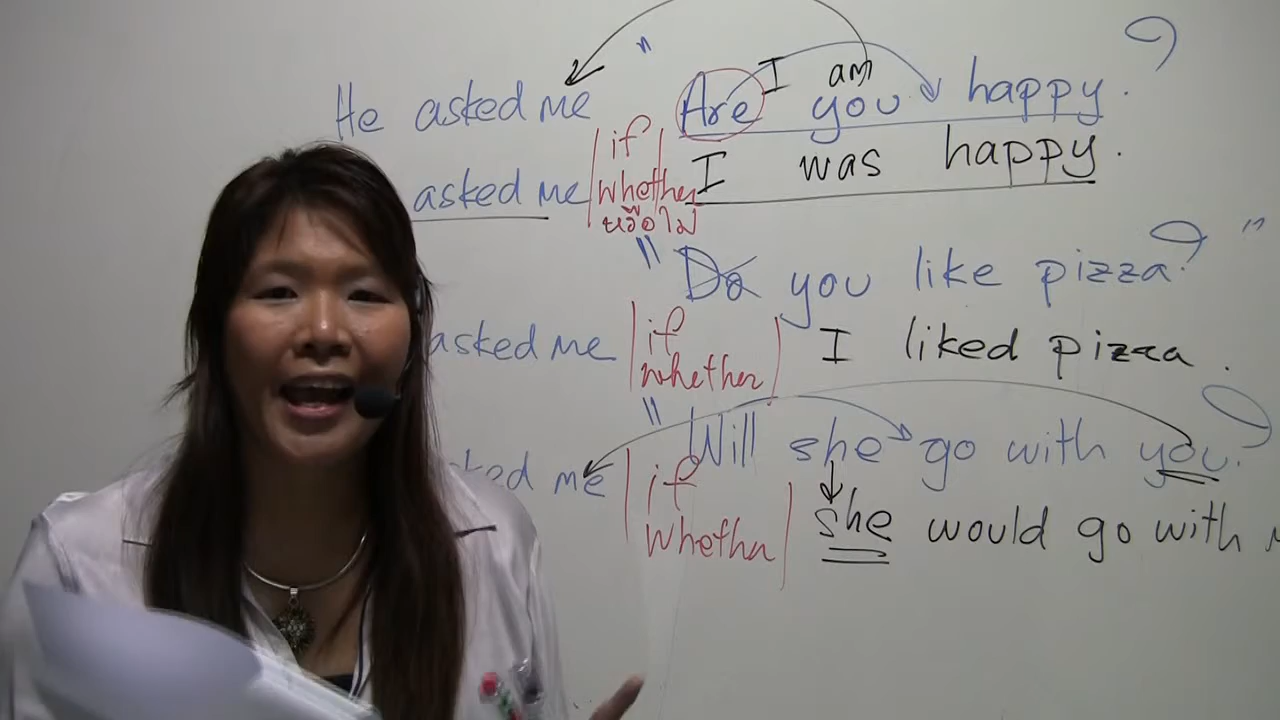 I am
He asked me " Are you happy. ?
asked me if whether I was happy.
หรือไม่
" Do you like pizza? "
asked me if whether I liked pizza.
" Will she go with you. ?
me if whether she would go with